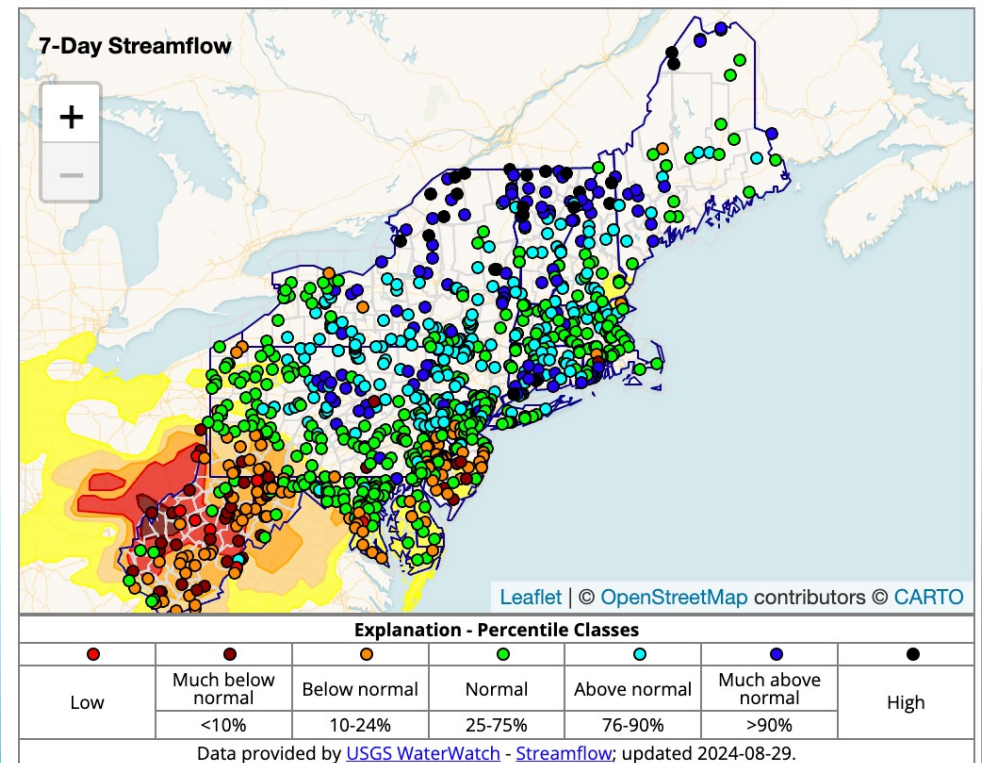 7-Day Streamflow
+
−
Leaflet | © OpenStreetMap contributors © CARTO
Explanation - Percentile Classes
Low
Much below normal
Below normal
Normal
Above normal
Much above normal
High
<10%
10-24%
25-75%
76-90%
>90%
Data provided by USGS WaterWatch - Streamflow; updated 2024-08-29.